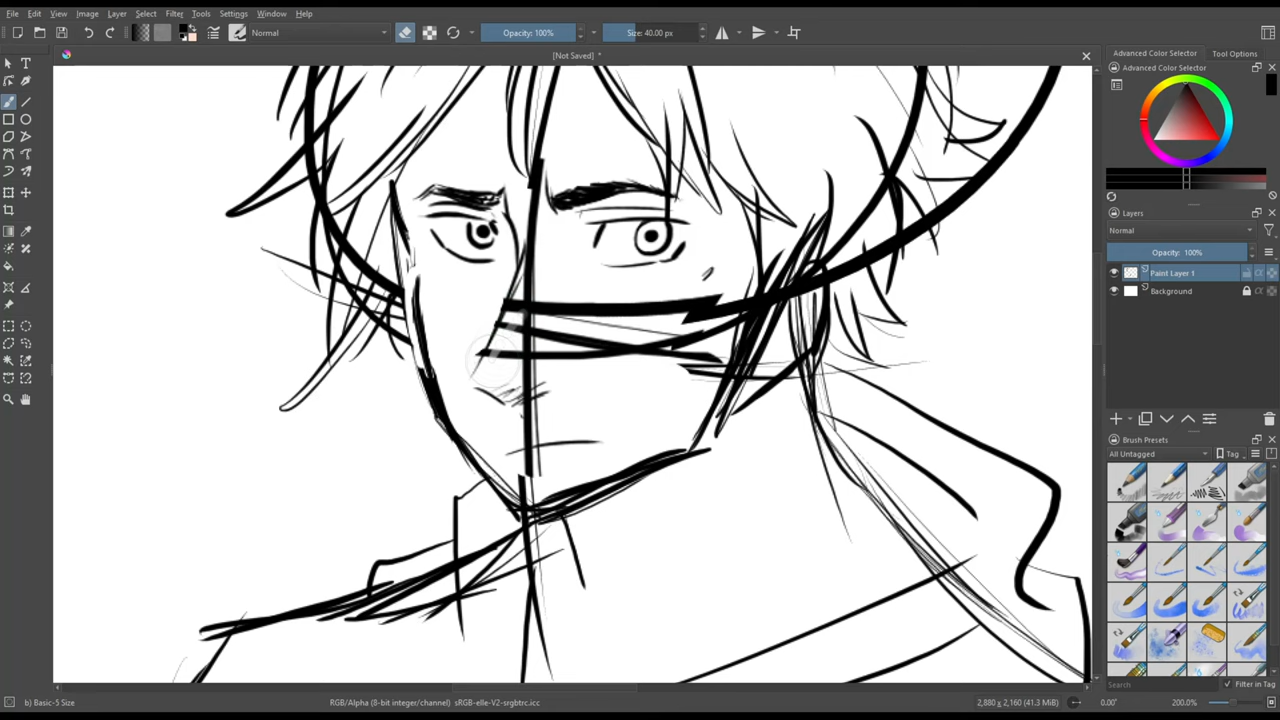 File Edit View Image Layer Select Filter Tools Settings Window Help
Normal Opacity: 100% Size: 40.00 px
[Not Saved] *
Advanced Color Selector Tool Options
Advanced Color Selector
Layers
Normal
Opacity: 100%
Paint Layer 1
Background
Brush Presets
All Untagged Tag
Search Filter in Tag
b) Basic-5 Size RGB/Alpha (8-bit integer/channel) sRGB-elle-V2-srgbtrc.icc 2,880 x 2,160 (41.3 MiB) 0.00° 200.0%